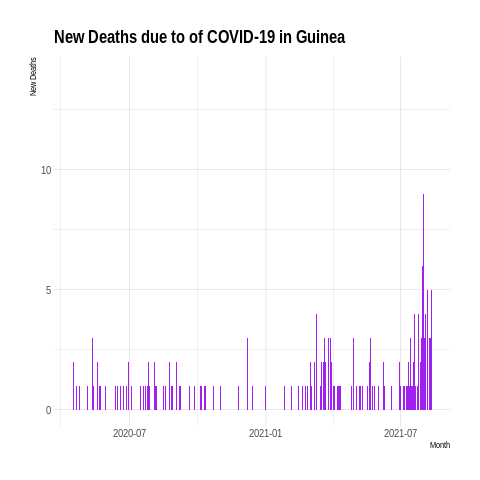 New Deaths due to of COVID-19 in Guinea
New Deaths
10
5
0
2020-07
2021-01
2021-07
Month